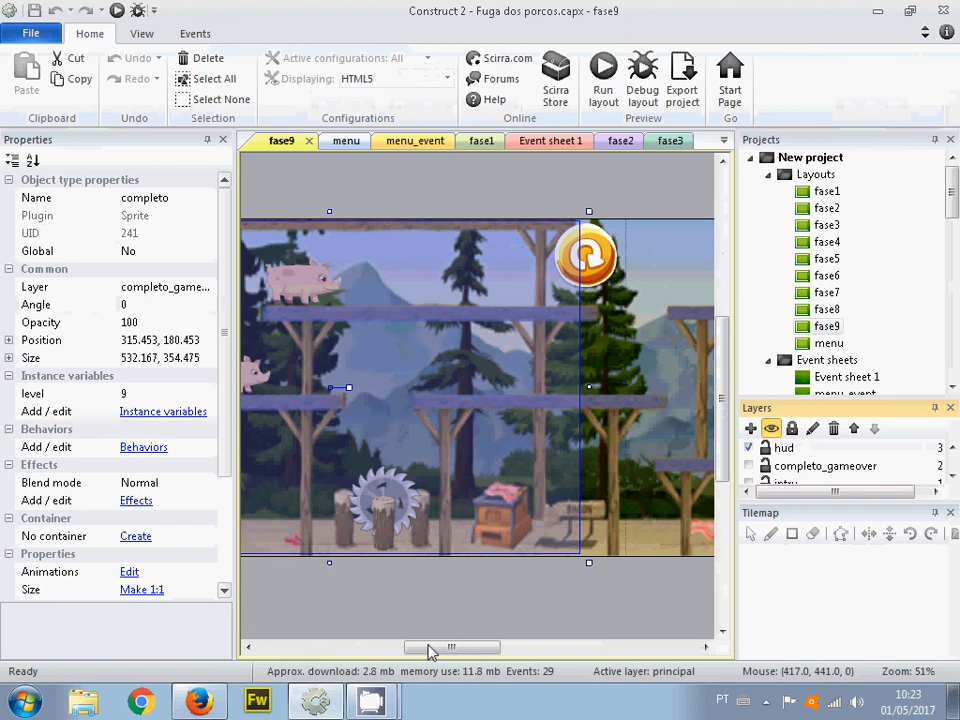 Construct 2 - Fuga dos porcos.capx - fase9
File
Home
View
Events
Paste
Cut
Copy
Clipboard
Undo
Redo
Undo
Delete
Select All
Select None
Selection
Active configurations: All
Displaying: HTML5
Configurations
Scirra.com
Forums
Help
Scirra Store
Online
Run layout
Debug layout
Export project
Preview
Start Page
Go
Properties
Object type properties
Name completo
Plugin Sprite
UID 241
Global No
Common
Layer completo_game...
Angle 0
Opacity 100
Position 315.453, 180.453
Size 532.167, 354.475
Instance variables
level 9
Add / edit Instance variables
Behaviors
Add / edit Behaviors
Effects
Blend mode Normal
Add / edit Effects
Container
No container Create
Properties
Animations Edit
Size Make 1:1
fase9
menu
menu_event
fase1
Event sheet 1
fase2
fase3
Projects
New project
Layouts
fase1
fase2
fase3
fase4
fase5
fase6
fase7
fase8
fase9
menu
Event sheets
Event sheet 1
menu_event
Layers
hud 3
completo_gameover 2
Tilemap
Ready
Approx. download: 2.8 mb memory use: 11.8 mb Events: 29
Active layer: principal
Mouse: (417.0, 441.0, 0)
Zoom: 51%
Fw
PT
10:23
01/05/2017